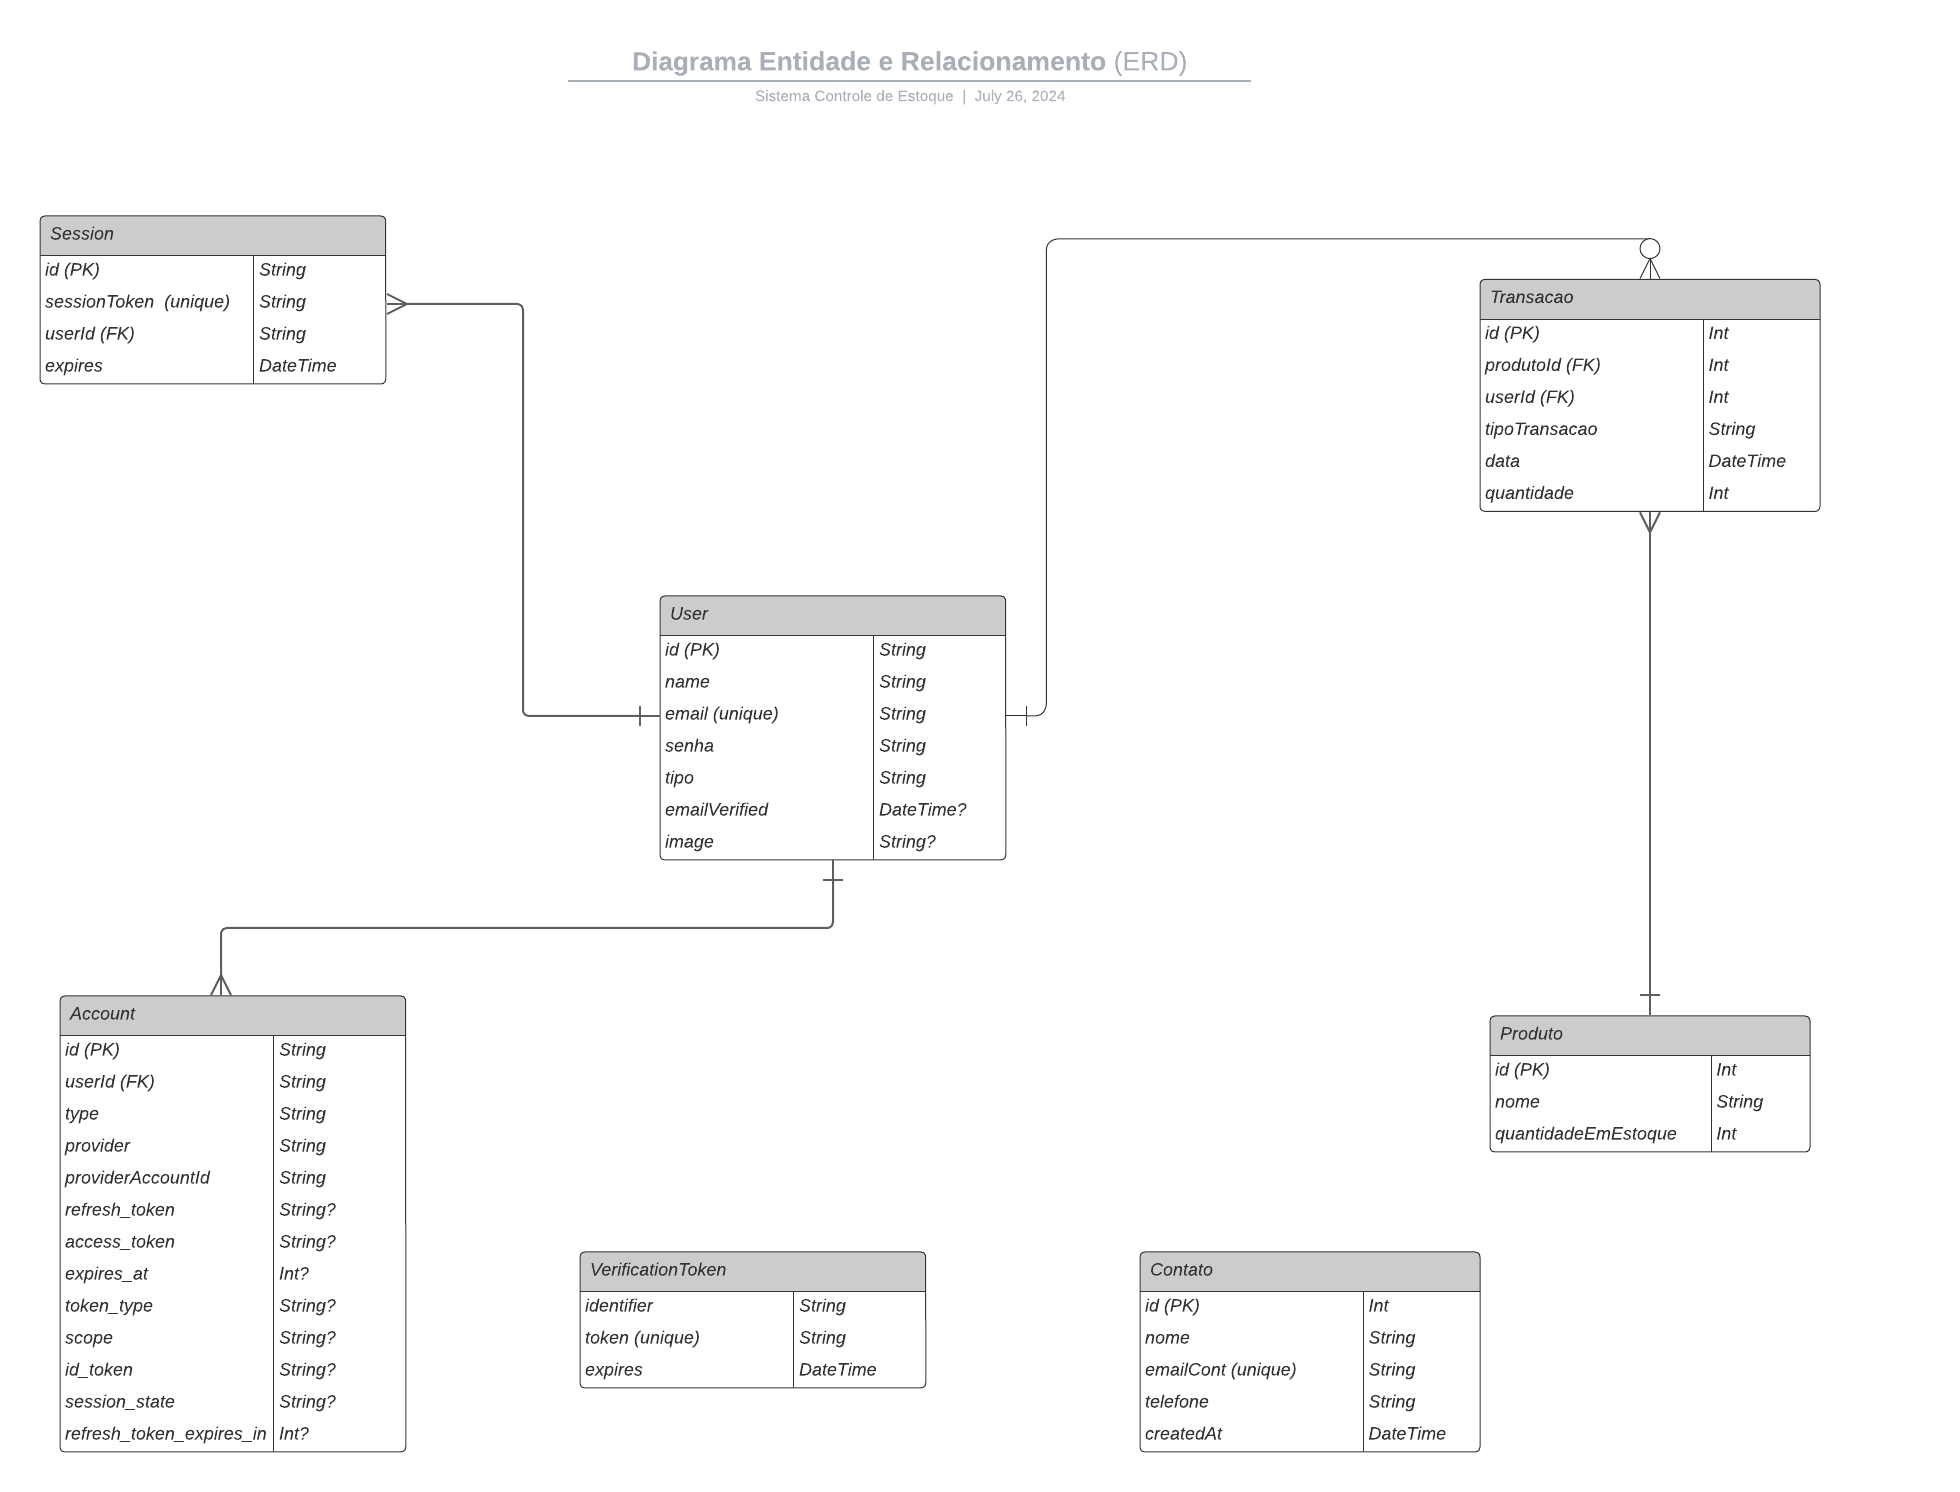 Diagrama Entidade e Relacionamento (ERD)
Sistema Controle de Estoque | July 26, 2024
Session
id (PK) String
sessionToken (unique) String
userId (FK) String
expires DateTime
Transacao
id (PK) Int
produtoId (FK) Int
userId (FK) Int
tipoTransacao String
data DateTime
quantidade Int
User
id (PK) String
name String
email (unique) String
senha String
tipo String
emailVerified DateTime?
image String?
Account
id (PK) String
userId (FK) String
type String
provider String
providerAccountId String
refresh_token String?
access_token String?
expires_at Int?
token_type String?
scope String?
id_token String?
session_state String?
refresh_token_expires_in Int?
Produto
id (PK) Int
nome String
quantidadeEmEstoque Int
VerificationToken
identifier String
token (unique) String
expires DateTime
Contato
id (PK) Int
nome String
emailCont (unique) String
telefone String
createdAt DateTime